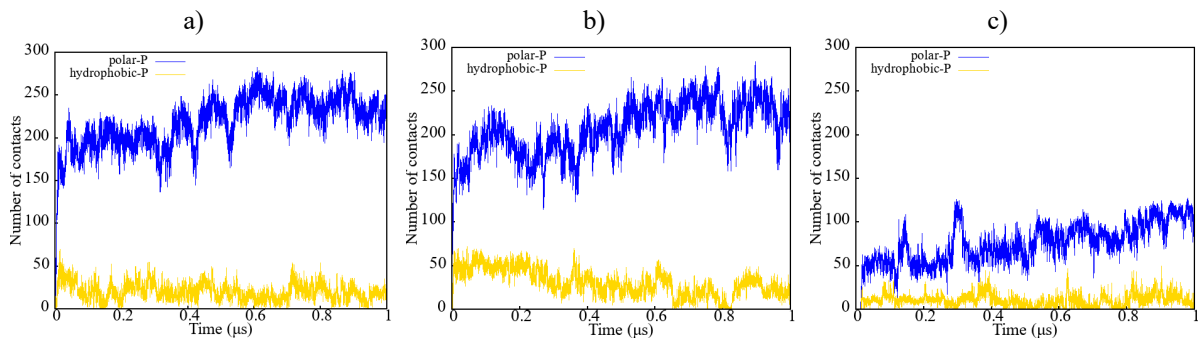 a)
300
250
200
150
100
50
0
Number of contacts
polar-P
hydrophobic-P
0 0.2 0.4 0.6 0.8 1
Time (μs)
b)
300
250
200
150
100
50
0
Number of contacts
polar-P
hydrophobic-P
0 0.2 0.4 0.6 0.8 1
Time (μs)
c)
300
250
200
150
100
50
0
Number of contacts
polar-P
hydrophobic-P
0 0.2 0.4 0.6 0.8 1
Time (μs)